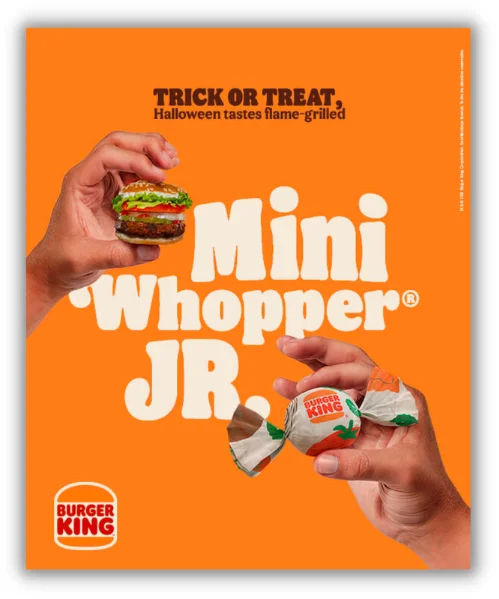 TRICK OR TREAT,
Halloween tastes flame-grilled
Mini
Whopper®
JR.
BURGER
KING
BURGER
KING